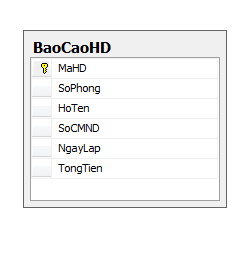 BaoCaoHD
MaHD
SoPhong
HoTen
SoCMND
NgayLap
TongTien